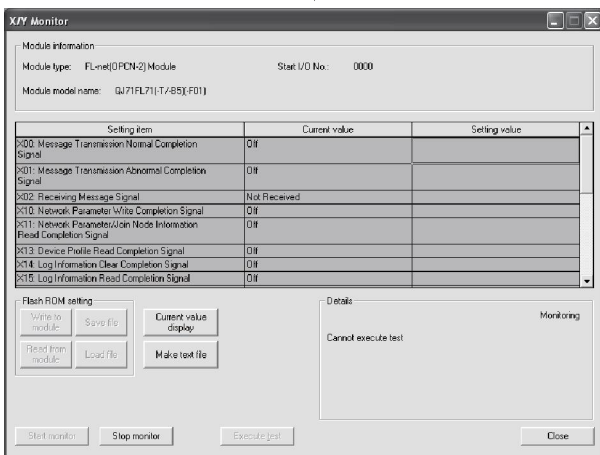 X/Y Monitor
Module information
Module type: FL-net(OPCN-2) Module Start I/O No.: 0000
Module model name: QJ71FL71(-T/-B5)(-F01)
Setting item Current value Setting value
X00: Message Transmission Normal Completion Off
Signal
X01: Message Transmission Abnormal Completion Off
Signal
X02: Receiving Message Signal Not Received
X10: Network Parameter Write Completion Signal Off
X11: Network Parameter/Join Node Information Off
Read Completion Signal
X13: Device Profile Read Completion Signal Off
X14: Log Information Clear Completion Signal Off
X15: Log Information Read Completion Signal Off
Flash ROM setting Details
Write to module Save file Current value display Monitoring
Cannot execute test
Read from module Load file Make text file
Start monitor Stop monitor Execute test Close